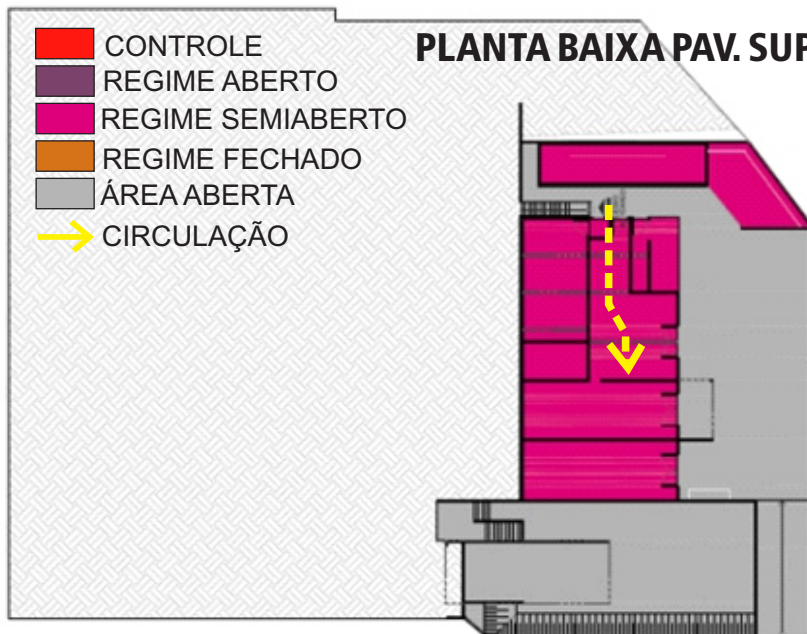 PLANTA BAIXA PAV. SUP
CONTROLE
REGIME ABERTO
REGIME SEMIABERTO
REGIME FECHADO
ÁREA ABERTA
CIRCULAÇÃO